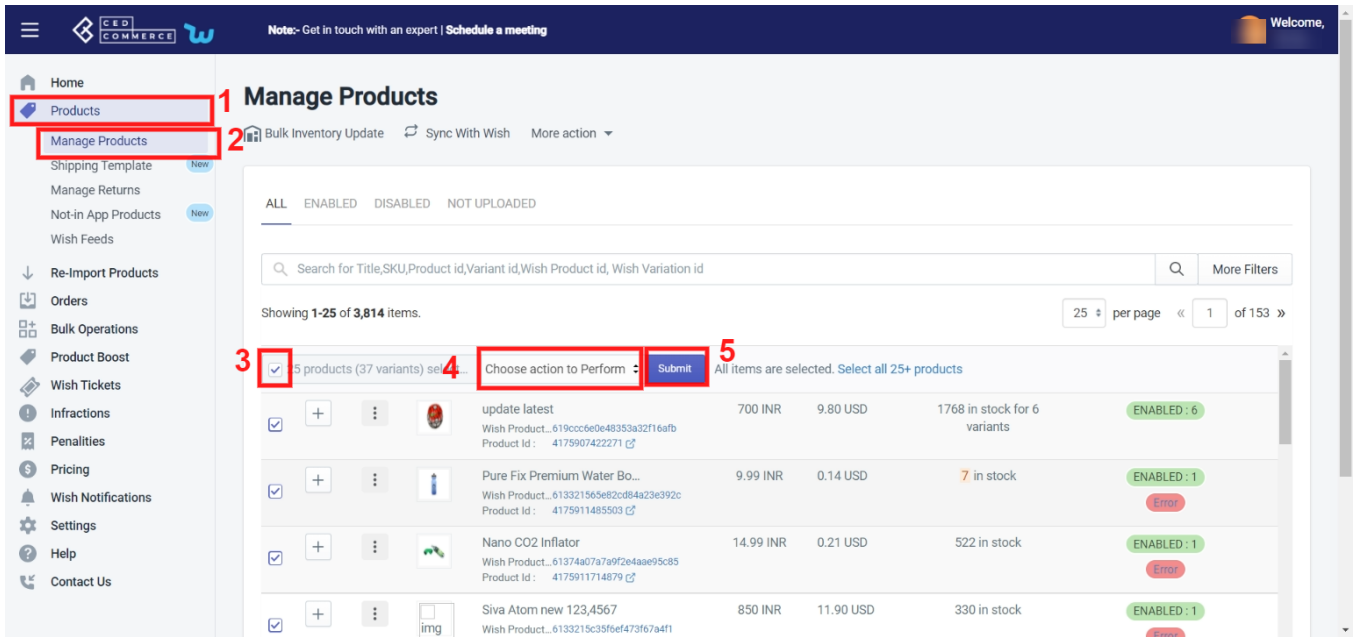 CED COMMERCE
Note:- Get in touch with an expert | Schedule a meeting
Welcome,
Home
1
Products
2
Manage Products
Shipping Template New
Manage Returns
Not-in App Products New
Wish Feeds
Re-Import Products
Orders
Bulk Operations
Product Boost
Wish Tickets
Infractions
Penalities
Pricing
Wish Notifications
Settings
Help
Contact Us
Manage Products
Bulk Inventory Update Sync With Wish More action
ALL ENABLED DISABLED NOT UPLOADED
Search for Title,SKU,Product id,Variant id,Wish Product id, Wish Variation id More Filters
Showing 1-25 of 3,814 items. 25 per page « 1 of 153 »
3 25 products (37 variants) select... 4 Choose action to Perform Submit 5 All items are selected. Select all 25+ products
update latest 700 INR 9.80 USD 1768 in stock for 6 variants ENABLED : 6
Wish Product...619ccc6e0e48353a32f16afb
Product Id : 4175907422271
Pure Fix Premium Water Bo... 9.99 INR 0.14 USD 7 in stock ENABLED : 1
Wish Product...613321565e82cd84a23e392c
Product Id : 4175911485503 Error
Nano CO2 Inflator 14.99 INR 0.21 USD 522 in stock ENABLED : 1
Wish Product...61374a07a7a9f2e4aae95c85
Product Id : 4175911714879 Error
Siva Atom new 123,4567 850 INR 11.90 USD 330 in stock ENABLED : 1
img Wish Product...6133215c35f6ef473f67a4f1 Error